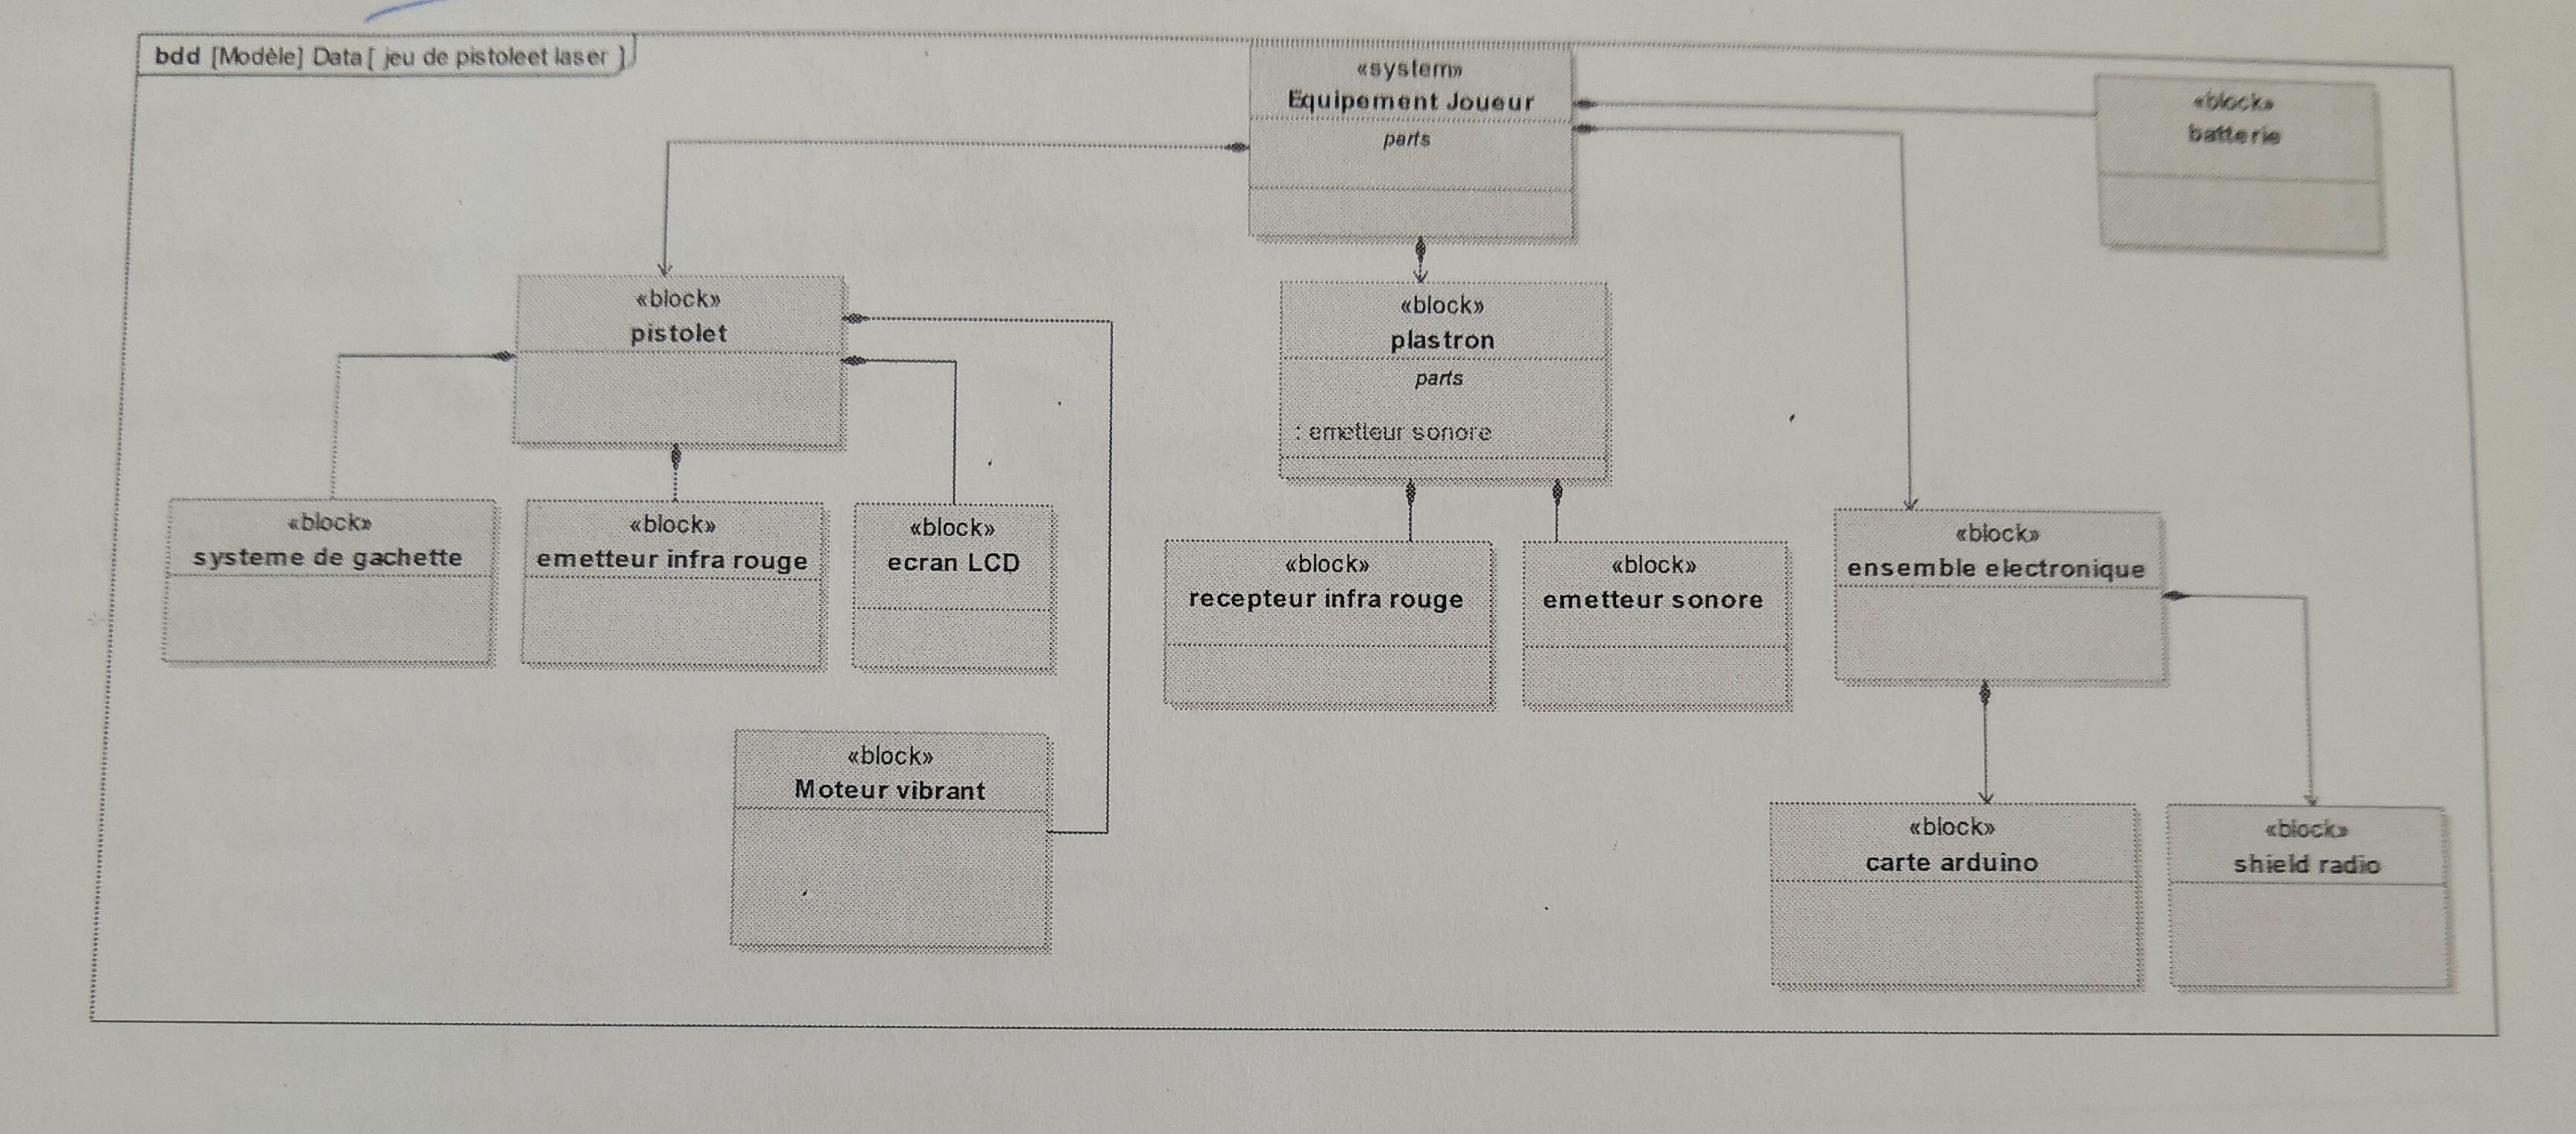 bdd [Modèle] Data[ jeu de pistoleet laser ]
«system»
Equipement Joueur
parts
«block»
batterie
«block»
pistolet
«block»
plastron
parts
: emetteur sonore
«block»
systeme de gachette
«block»
emetteur infra rouge
«block»
ecran LCD
«block»
recepteur infra rouge
«block»
emetteur sonore
«block»
ensemble electronique
«block»
Moteur vibrant
«block»
carte arduino
«block»
shield radio